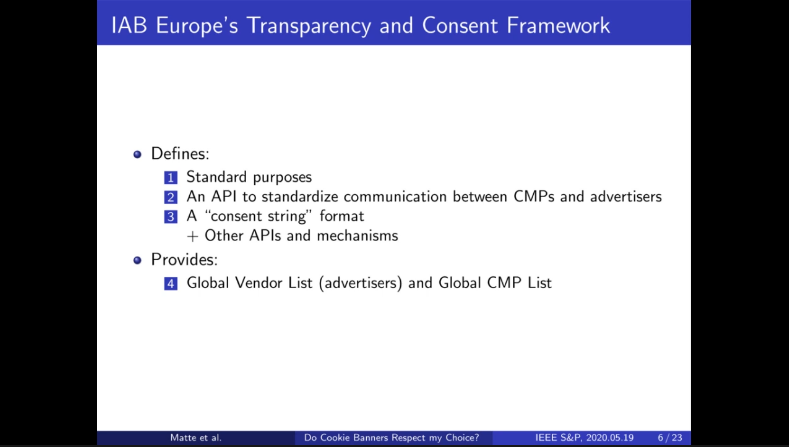 IAB Europe's Transparency and Consent Framework
Defines:
1 Standard purposes
2 An API to standardize communication between CMPs and advertisers
3 A “consent string” format
+ Other APIs and mechanisms
Provides:
4 Global Vendor List (advertisers) and Global CMP List
Matte et al. Do Cookie Banners Respect my Choice? IEEE S&P, 2020.05.19 6 / 23